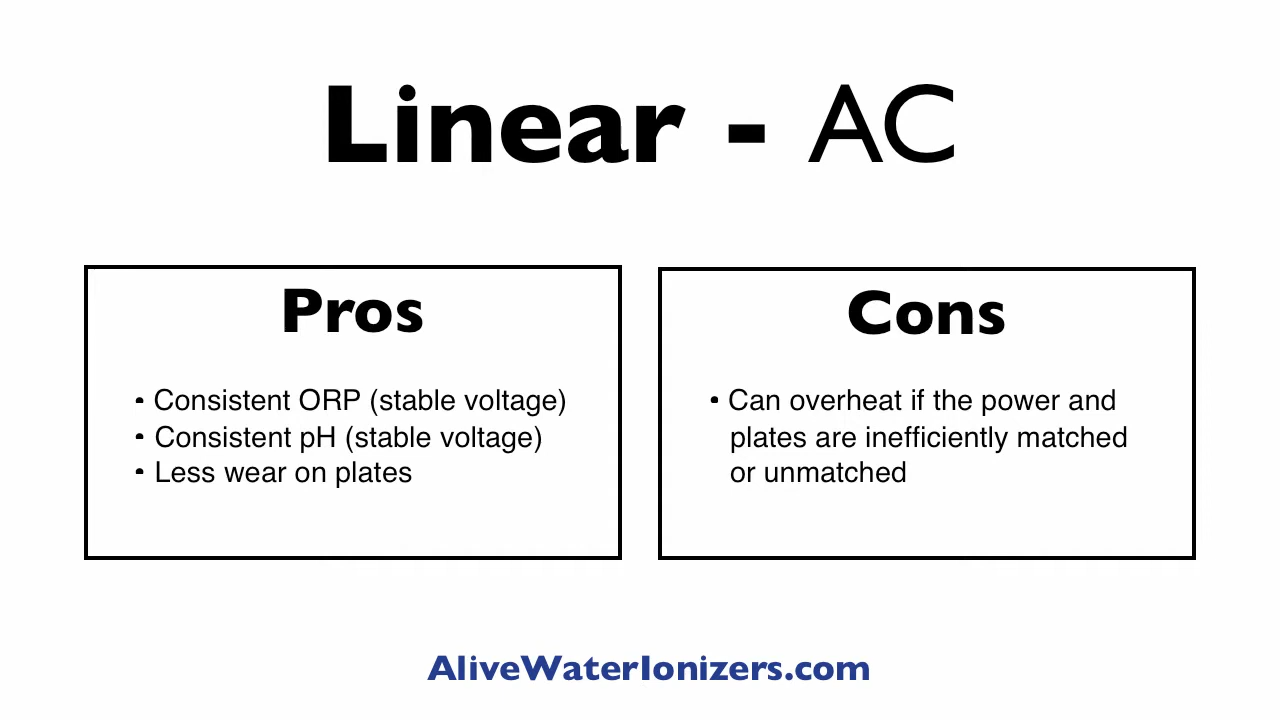 Linear - AC
Pros
• Consistent ORP (stable voltage)
• Consistent pH (stable voltage)
• Less wear on plates
Cons
• Can overheat if the power and
plates are inefficiently matched
or unmatched
AliveWaterIonizers.com